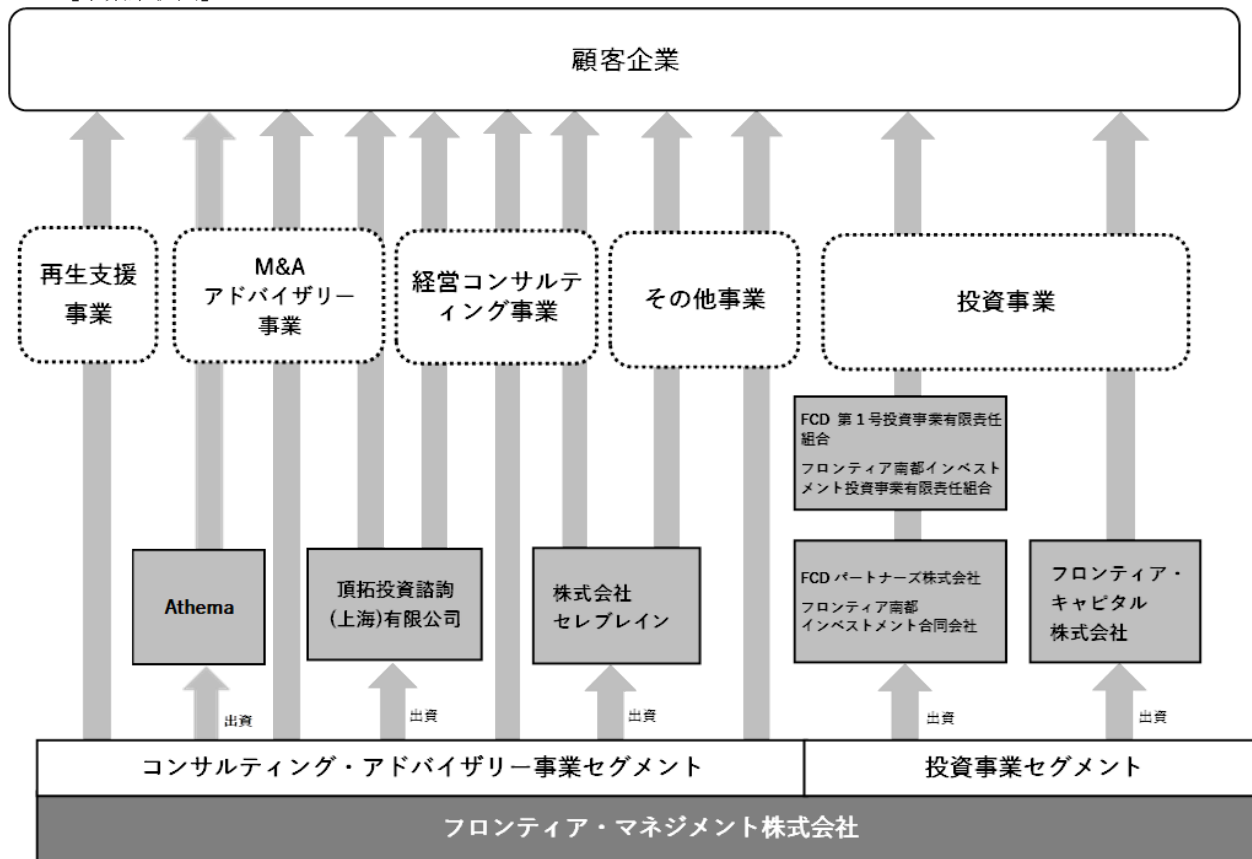 顧客企業
再生支援
事業
M&A
アドバイザリー
事業
経営コンサルテ
ィング事業
その他事業
投資事業
FCD 第１号投資事業有限責任
組合
フロンティア南都インベスト
メント投資事業有限責任組合
Athema
頂拓投資諮詢
(上海)有限公司
株式会社
セレブレイン
FCD パートナーズ株式会社
フロンティア南都
インベストメント合同会社
フロンティア・
キャピタル
株式会社
出資
出資
出資
出資
出資
コンサルティング・アドバイザリー事業セグメント
投資事業セグメント
フロンティア・マネジメント株式会社